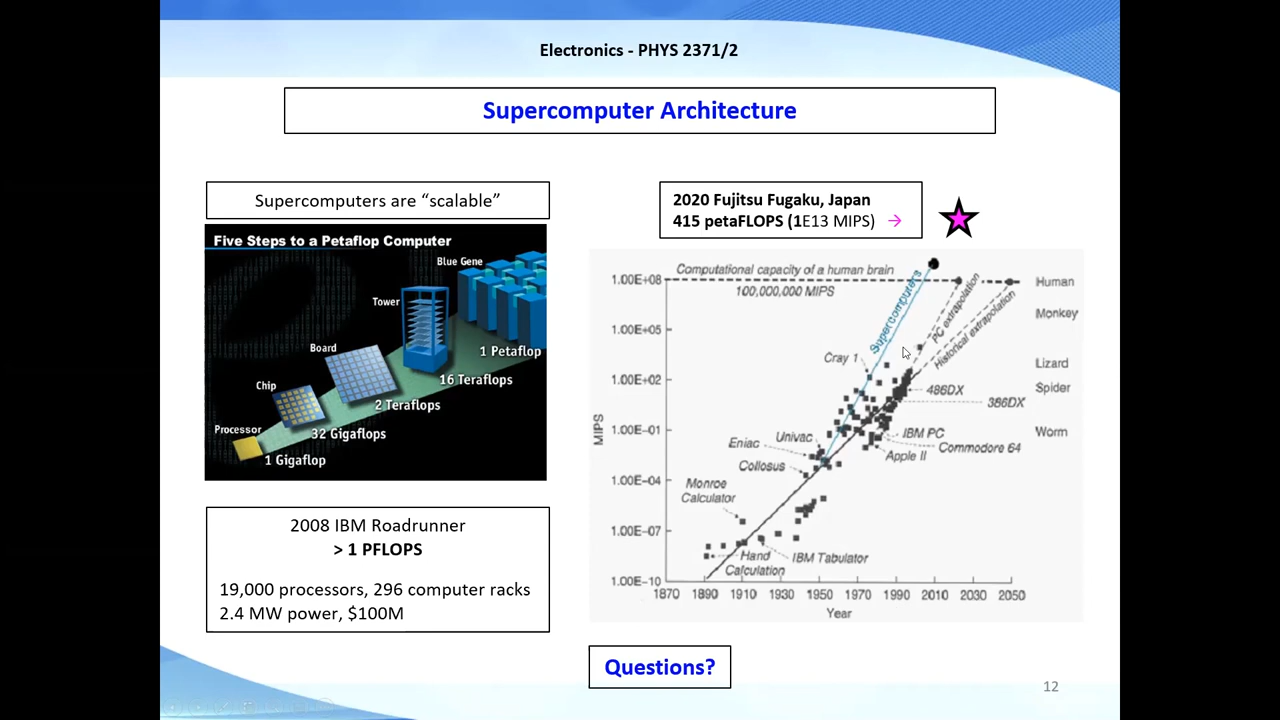 Electronics - PHYS 2371/2
Supercomputer Architecture
Supercomputers are “scalable”
Five Steps to a Petaflop Computer
Blue Gene
Tower
Board
Chip
Processor
1 Petaflop
16 Teraflops
2 Teraflops
32 Gigaflops
1 Gigaflop
2008 IBM Roadrunner
> 1 PFLOPS
19,000 processors, 296 computer racks
2.4 MW power, $100M
2020 Fujitsu Fugaku, Japan
415 petaFLOPS (1E13 MIPS) →
Computational capacity of a human brain
100,000,000 MIPS
1.00E+08
1.00E+05
1.00E+02
1.00E−01
1.00E−04
1.00E−07
1.00E−10
MIPS
1870 1890 1910 1930 1950 1970 1990 2010 2030 2050
Year
Supercomputers
PC extrapolation
Historical extrapolation
Human
Monkey
Lizard
Spider
Worm
Cray 1
486DX
386DX
IBM PC
Commodore 64
Apple II
Univac
Eniac
Collosus
Monroe
Calculator
Hand
Calculation
IBM Tabulator
Questions?
12